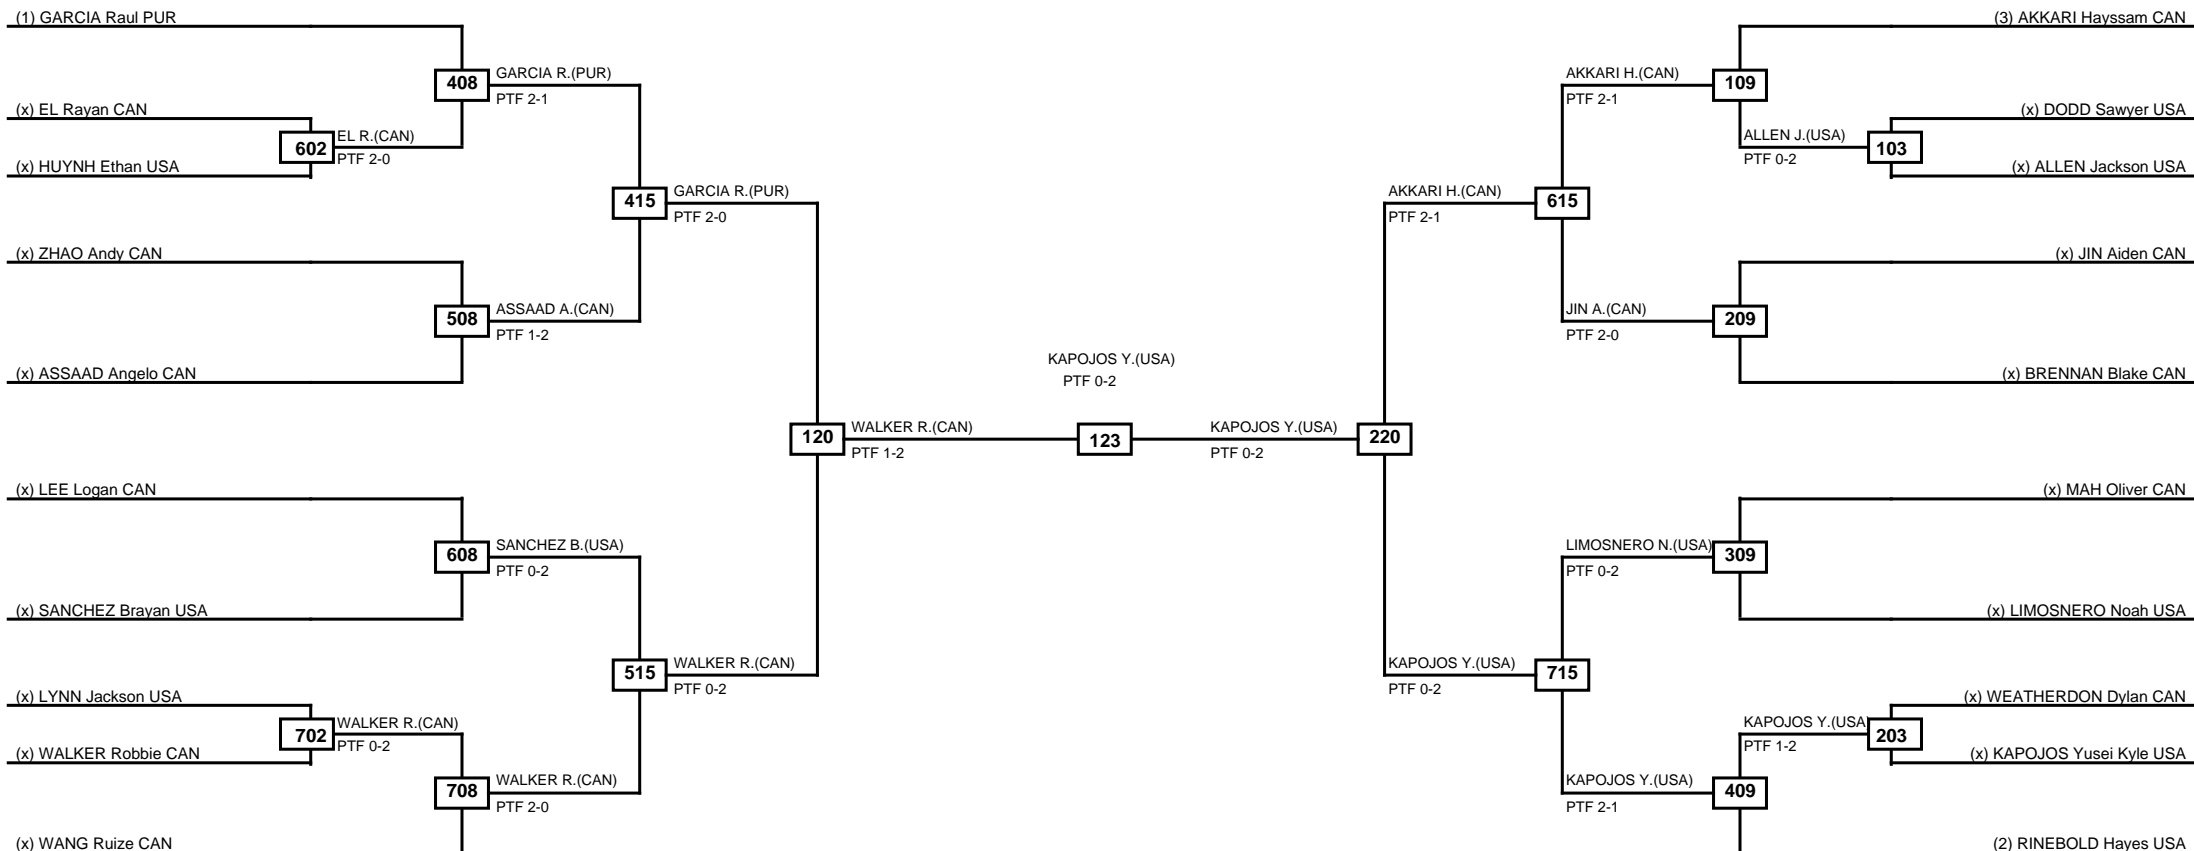 (1) GARCIA Raul PUR
(3) AKKARI Hayssam CAN
408
GARCIA R.(PUR)
PTF 2-1
AKKARI H.(CAN)
PTF 2-1
109
(x) EL Rayan CAN
(x) DODD Sawyer USA
602
EL R.(CAN)
PTF 2-0
ALLEN J.(USA)
PTF 0-2
103
(x) HUYNH Ethan USA
(x) ALLEN Jackson USA
415
GARCIA R.(PUR)
PTF 2-0
AKKARI H.(CAN)
PTF 2-1
615
(x) ZHAO Andy CAN
(x) JIN Aiden CAN
508
ASSAAD A.(CAN)
PTF 1-2
JIN A.(CAN)
PTF 2-0
209
KAPOJOS Y.(USA)
PTF 0-2
(x) ASSAAD Angelo CAN
(x) BRENNAN Blake CAN
120
WALKER R.(CAN)
PTF 1-2
123
KAPOJOS Y.(USA)
PTF 0-2
220
(x) LEE Logan CAN
(x) MAH Oliver CAN
608
SANCHEZ B.(USA)
PTF 0-2
LIMOSNERO N.(USA)
PTF 0-2
309
(x) SANCHEZ Brayan USA
(x) LIMOSNERO Noah USA
515
WALKER R.(CAN)
PTF 0-2
KAPOJOS Y.(USA)
PTF 0-2
715
(x) LYNN Jackson USA
(x) WEATHERDON Dylan CAN
702
WALKER R.(CAN)
PTF 0-2
KAPOJOS Y.(USA)
PTF 1-2
203
(x) WALKER Robbie CAN
(x) KAPOJOS Yusei Kyle USA
708
WALKER R.(CAN)
PTF 2-0
KAPOJOS Y.(USA)
PTF 2-1
409
(x) WANG Ruize CAN
(2) RINEBOLD Hayes USA